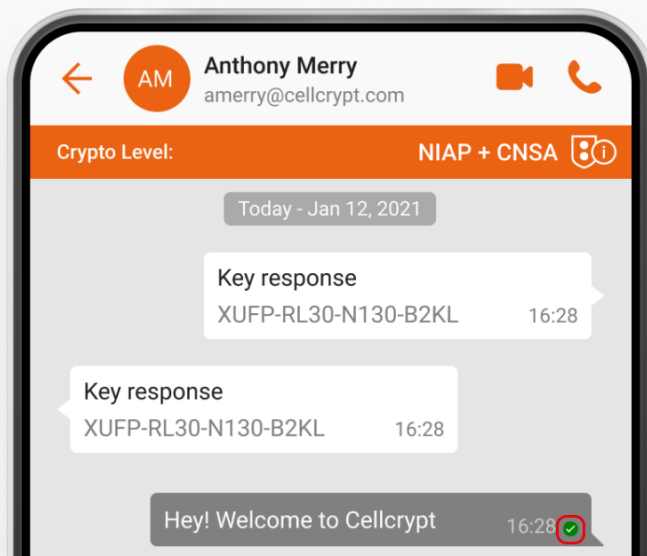 Anthony Merry
AM
amerry@cellcrypt.com
Crypto Level:
NIAP + CNSA
Today - Jan 12, 2021
Key response
XUFP-RL30-N130-B2KL 16:28
Key response
XUFP-RL30-N130-B2KL 16:28
Hey! Welcome to Cellcrypt 16:28